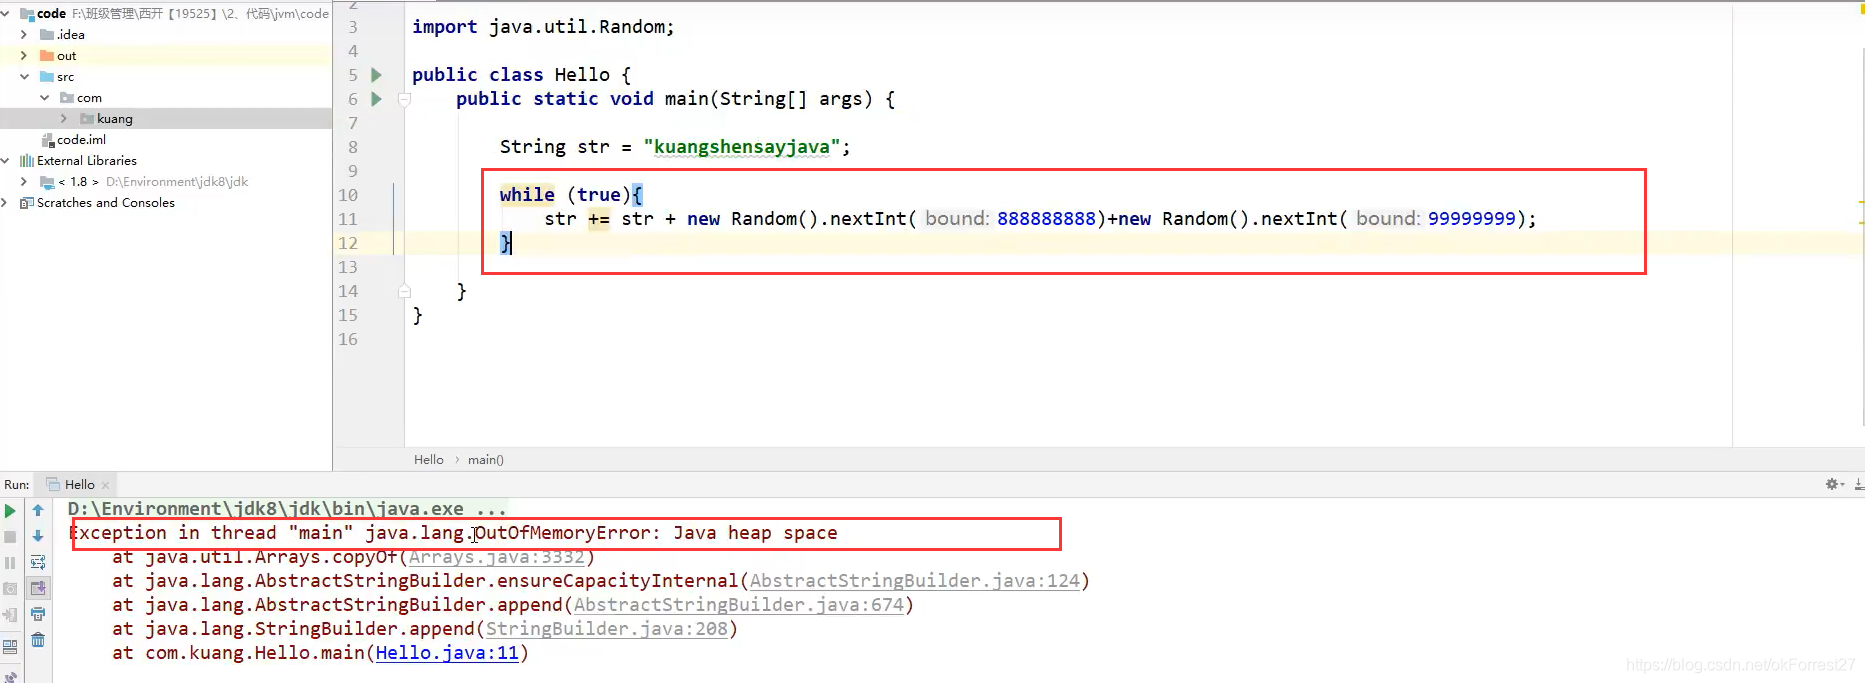 code F:\班级管理\西开【19525】\2、代码\jvm\code
.idea
out
src
com
kuang
code.iml
External Libraries
< 1.8 > D:\Environment\jdk8\jdk
Scratches and Consoles
2
3 import java.util.Random;
4
5 public class Hello {
6 public static void main(String[] args) {
7
8 String str = "kuangshensayjava";
9
10 while (true){
11 str += str + new Random().nextInt( bound: 888888888)+new Random().nextInt( bound: 99999999);
12 }
13
14 }
15 }
16
Hello › main()
Run: Hello ×
D:\Environment\jdk8\jdk\bin\java.exe ...
Exception in thread "main" java.lang.OutOfMemoryError: Java heap space
at java.util.Arrays.copyOf(Arrays.java:3332)
at java.lang.AbstractStringBuilder.ensureCapacityInternal(AbstractStringBuilder.java:124)
at java.lang.AbstractStringBuilder.append(AbstractStringBuilder.java:674)
at java.lang.StringBuilder.append(StringBuilder.java:208)
at com.kuang.Hello.main(Hello.java:11)
https://blog.csdn.net/okForrest27